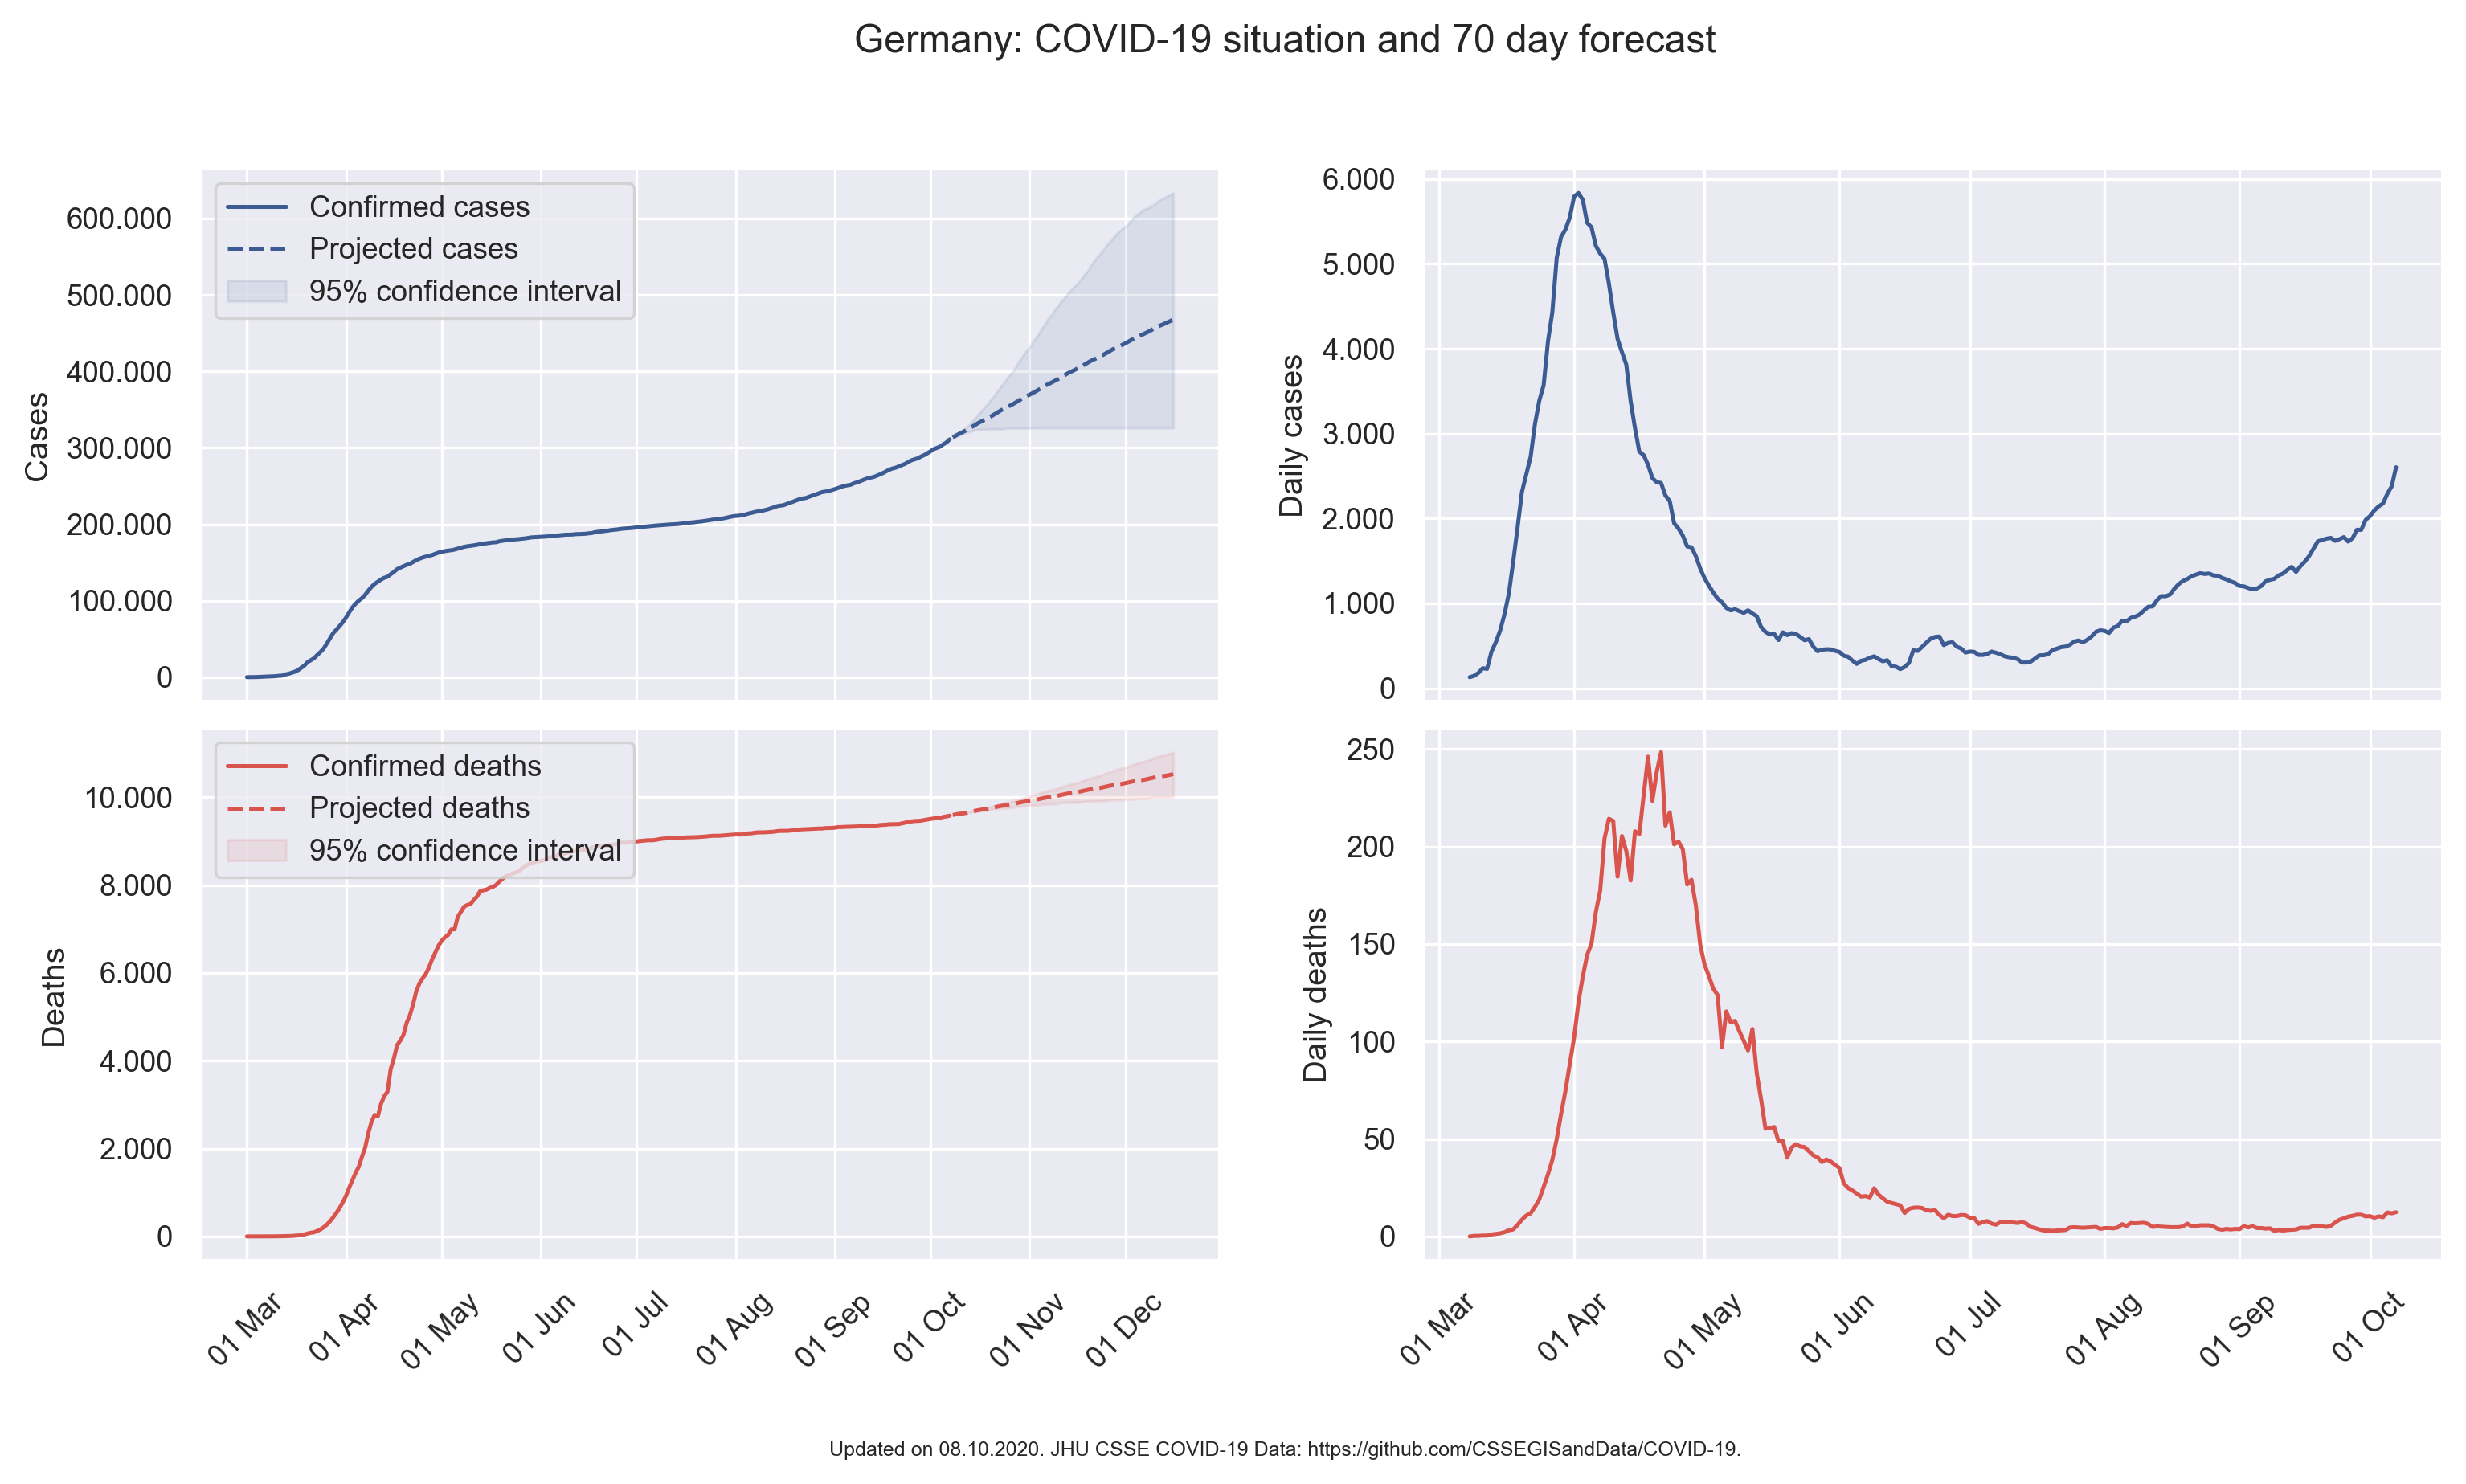 Germany: COVID-19 situation and 70 day forecast
Confirmed cases
Projected cases
95% confidence interval
Cases
600.000
500.000
400.000
300.000
200.000
100.000
0
Daily cases
6.000
5.000
4.000
3.000
2.000
1.000
0
Confirmed deaths
Projected deaths
95% confidence interval
Deaths
10.000
8.000
6.000
4.000
2.000
0
01 Mar
01 Apr
01 May
01 Jun
01 Jul
01 Aug
01 Sep
01 Oct
01 Nov
01 Dec
Daily deaths
250
200
150
100
50
0
01 Mar
01 Apr
01 May
01 Jun
01 Jul
01 Aug
01 Sep
01 Oct
Updated on 08.10.2020. JHU CSSE COVID-19 Data: https://github.com/CSSEGISandData/COVID-19.